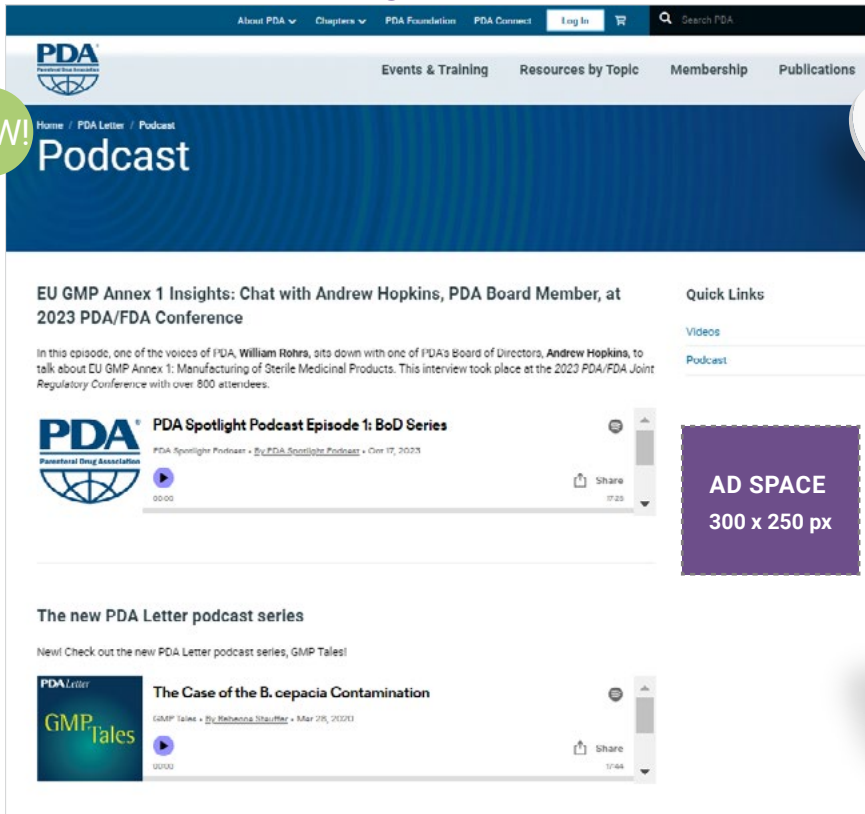 About PDA Chapters PDA Foundation PDA Connect Log In Search PDA
PDA
Parenteral Drug Association
Events & Training Resources by Topic Membership Publications
W!
Home / PDA Letter / Podcast
Podcast
EU GMP Annex 1 Insights: Chat with Andrew Hopkins, PDA Board Member, at
2023 PDA/FDA Conference
Quick Links
Videos
Podcast
In this episode, one of the voices of PDA, William Rohrs, sits down with one of PDA's Board of Directors, Andrew Hopkins, to
talk about EU GMP Annex 1: Manufacturing of Sterile Medicinal Products. This interview took place at the 2023 PDA/FDA Joint
Regulatory Conference with over 800 attendees.
PDA
Parenteral Drug Association
PDA Spotlight Podcast Episode 1: BoD Series
PDA Spotlight Podcast • By PDA Spotlight Podcast • Oct 17, 2023
Share
00:00 17:25
AD SPACE
300 x 250 px
The new PDA Letter podcast series
New! Check out the new PDA Letter podcast series, GMP Tales!
PDA Letter
GMP Tales
The Case of the B. cepacia Contamination
GMP Tales • By Rebecca Stauffer • Mar 28, 2020
Share
00:00 17:44